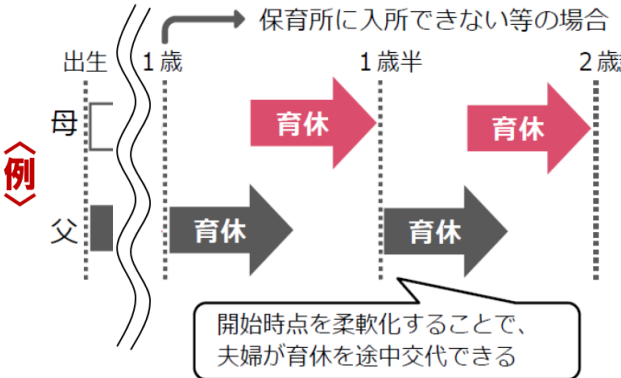 保育所に入所できない等の場合
出生 1歳 1歳半 2歳
母 育休 育休
〈例〉
父 育休 育休
開始時点を柔軟化することで、
夫婦が育休を途中交代できる